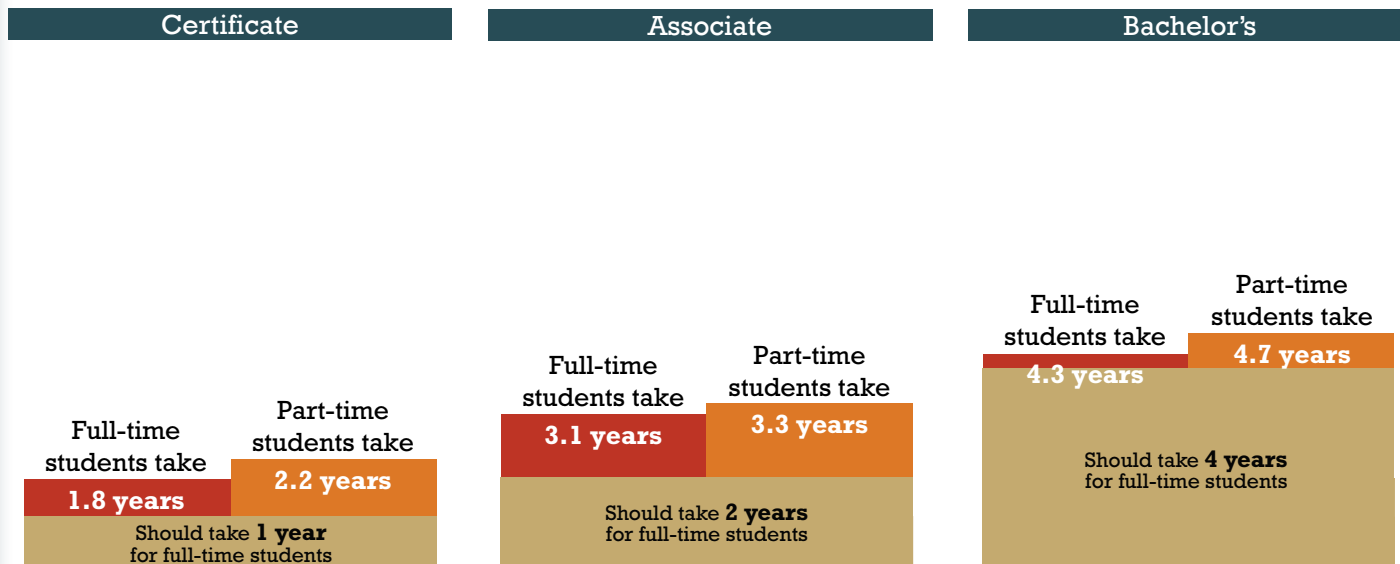 Certificate
Full-time
students take
1.8 years
Part-time
students take
2.2 years
Should take 1 year
for full-time students
Associate
Full-time
students take
3.1 years
Part-time
students take
3.3 years
Should take 2 years
for full-time students
Bachelor’s
Full-time
students take
4.3 years
Part-time
students take
4.7 years
Should take 4 years
for full-time students